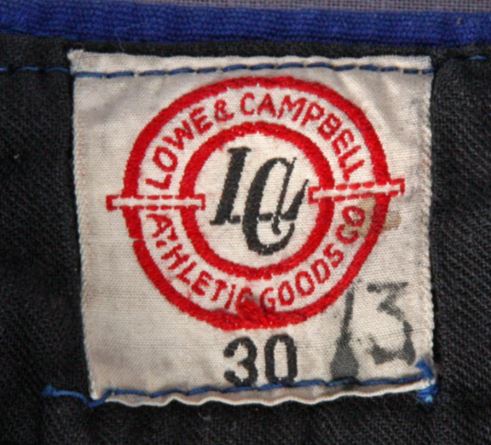 LOWE & CAMPBELL
ATHLETIC GOODS CO
LC
30
13